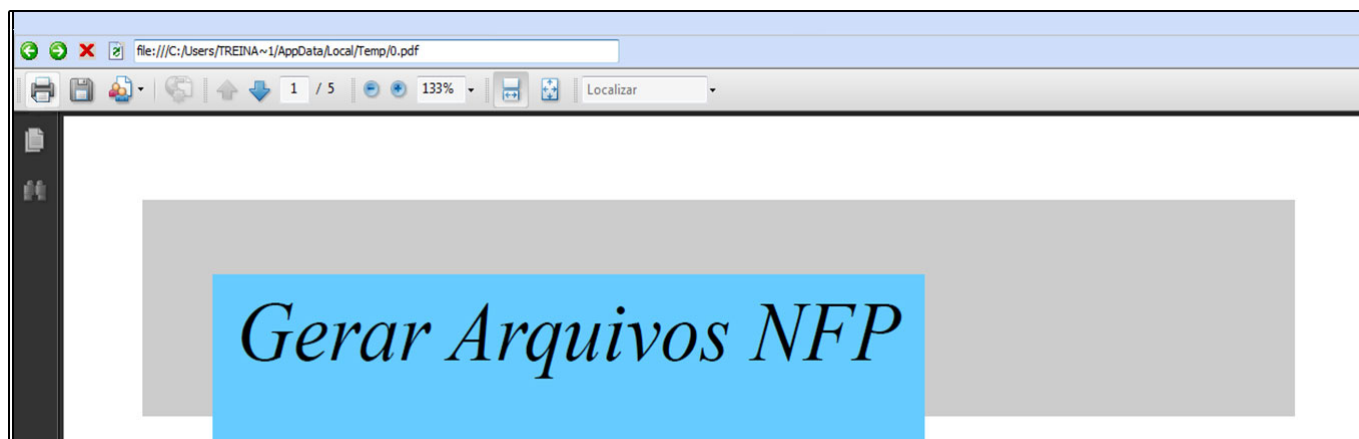 file:///C:/Users/TREINA~1/AppData/Local/Temp/0.pdf
1 / 5 133% Localizar
Gerar Arquivos NFP